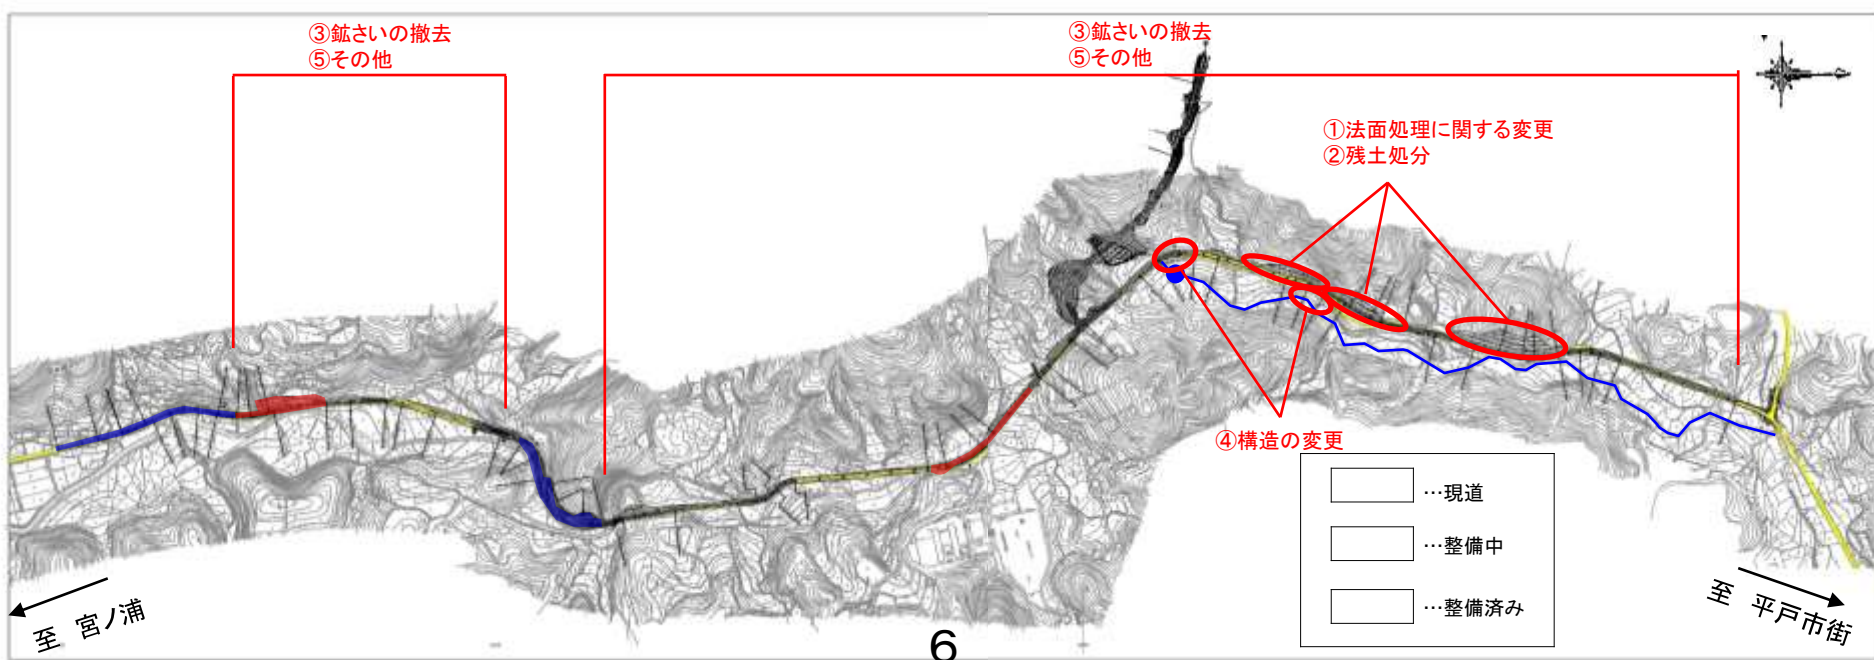 ③鉱さいの撤去
⑤その他
③鉱さいの撤去
⑤その他
①法面処理に関する変更
②残土処分
④構造の変更
…現道
…整備中
…整備済み
至 宮ノ浦
至 平戸市街
6